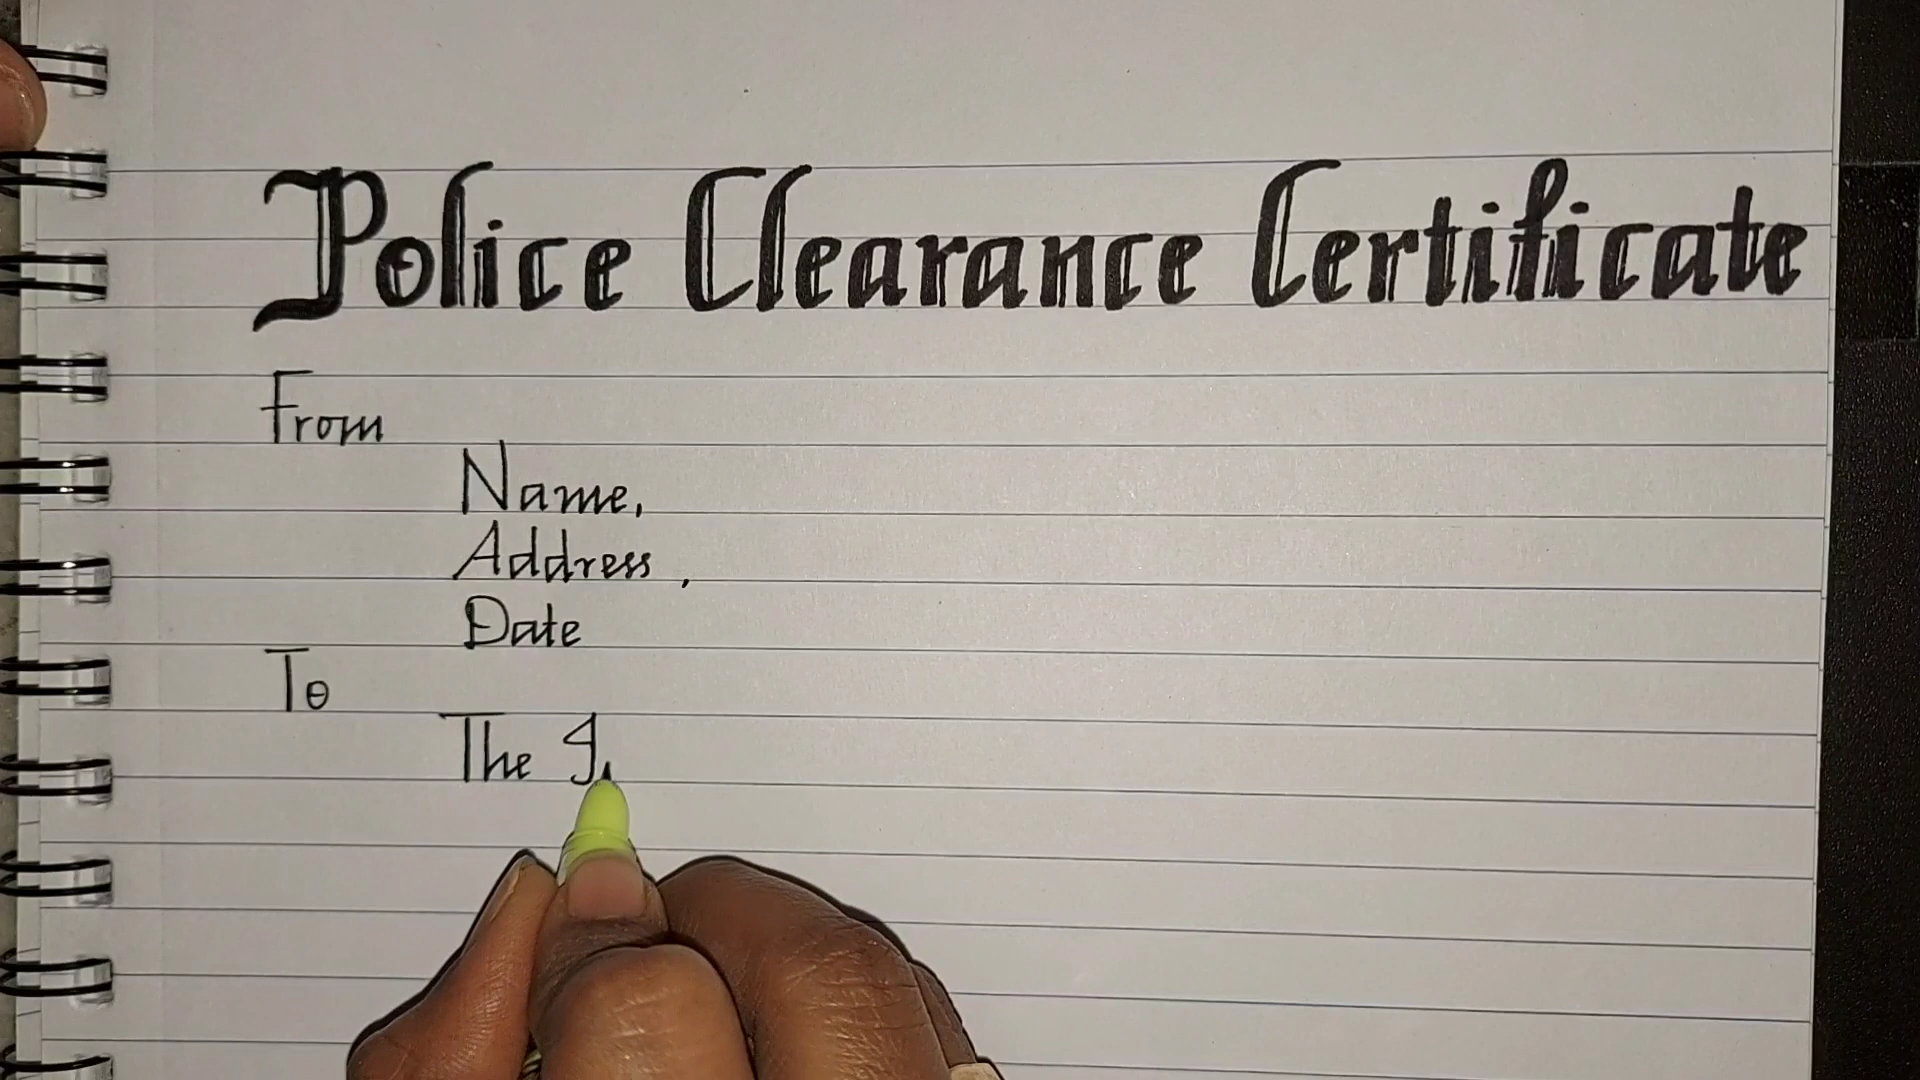 Police Clearance Certificate
From
Name,
Address,
Date
To
The I